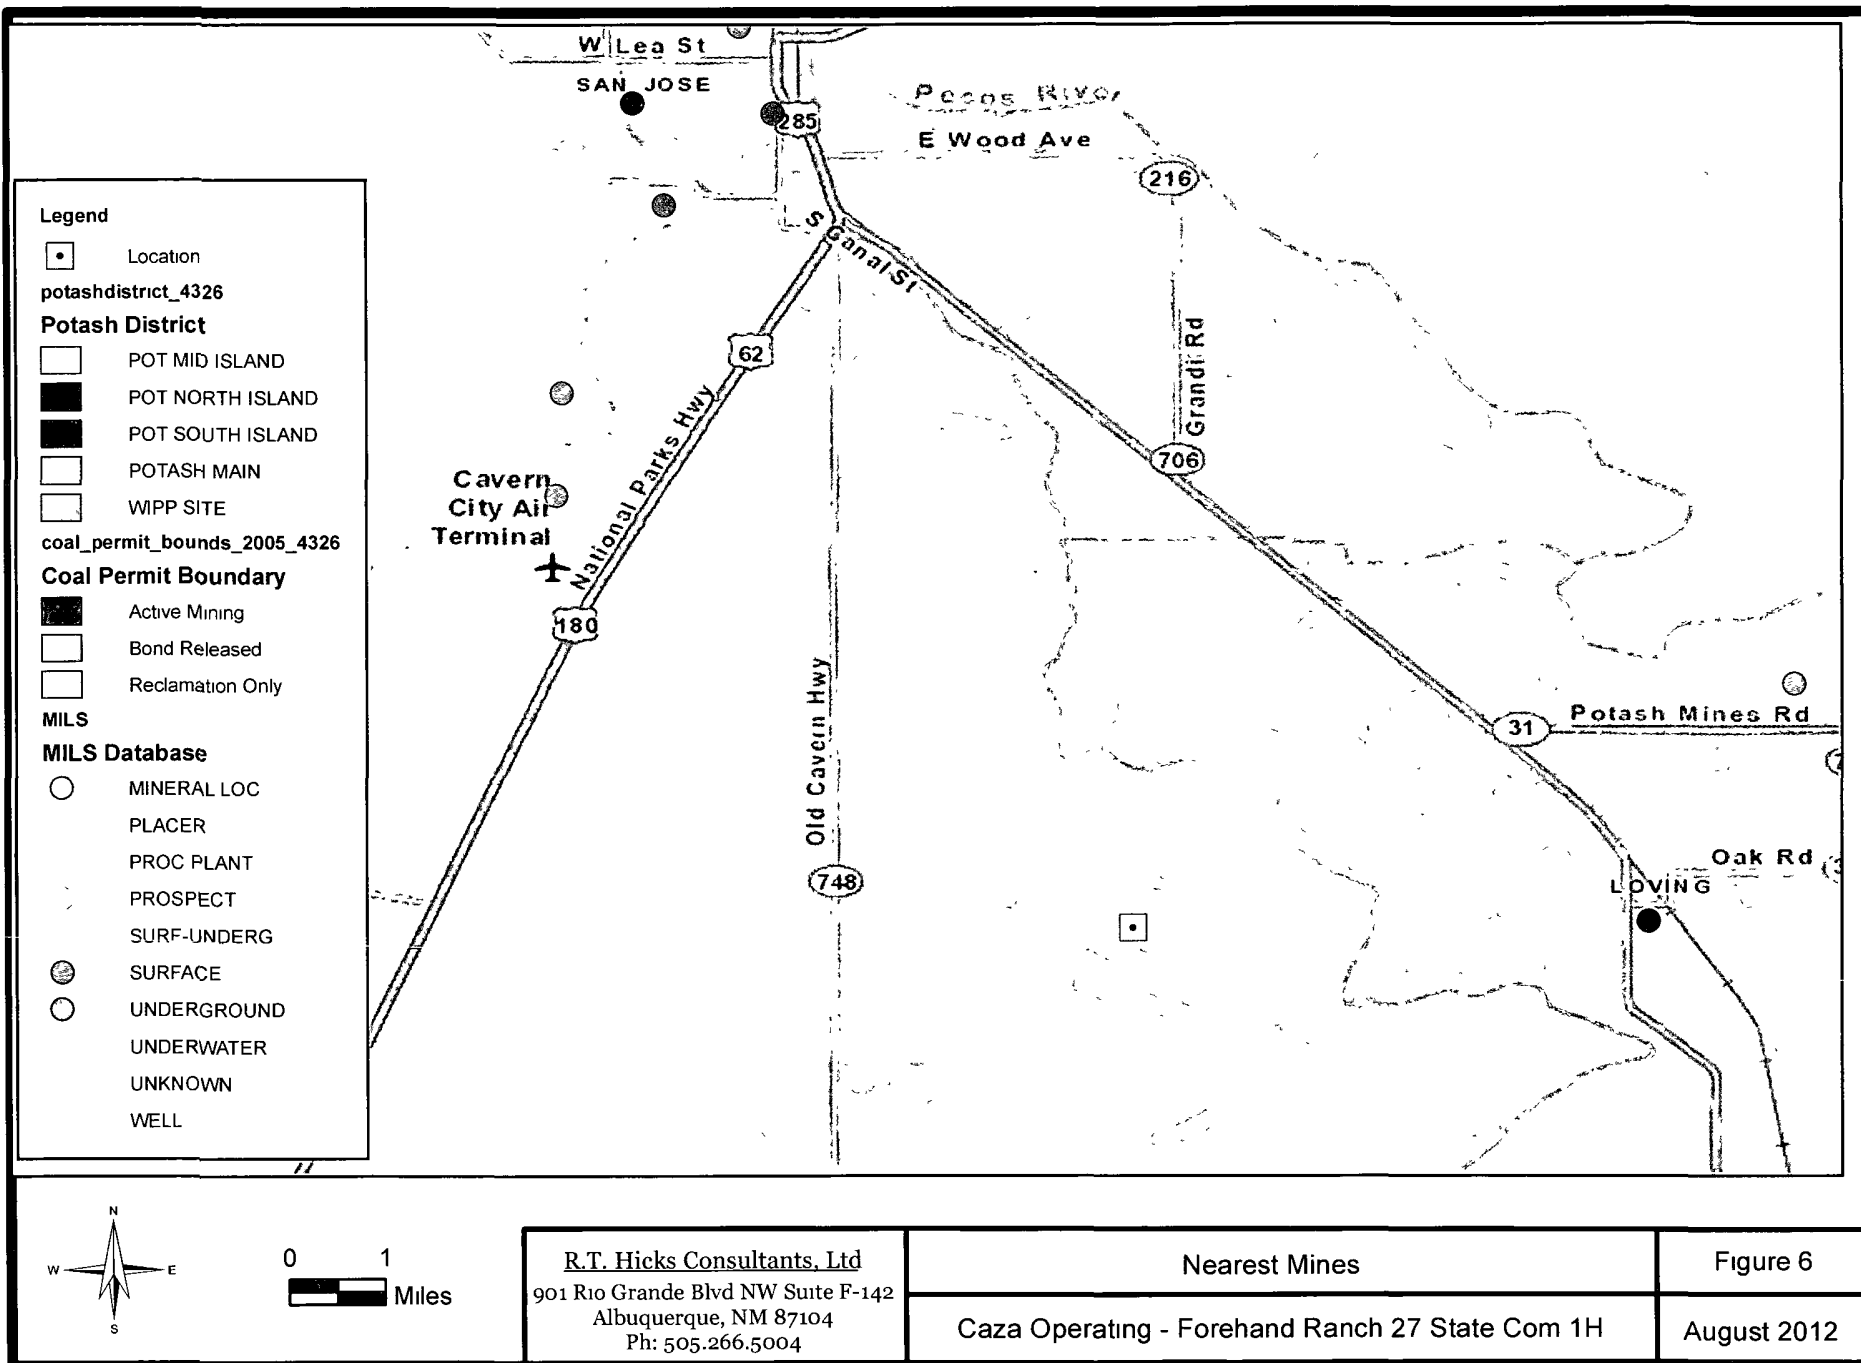 W Lea St
SAN JOSE
285
Pecos River
E Wood Ave
216
S Canal St
62
Grandi Rd
National Parks Hwy
706
Cavern
City Air
Terminal
180
Old Cavern Hwy
31
Potash Mines Rd
748
Oak Rd
LOVING
Legend
Location
potashdistrict_4326
Potash District
POT MID ISLAND
POT NORTH ISLAND
POT SOUTH ISLAND
POTASH MAIN
WIPP SITE
coal_permit_bounds_2005_4326
Coal Permit Boundary
Active Mining
Bond Released
Reclamation Only
MILS
MILS Database
MINERAL LOC
PLACER
PROC PLANT
PROSPECT
SURF-UNDERG
SURFACE
UNDERGROUND
UNDERWATER
UNKNOWN
WELL
N
W E
S
0 1
Miles
R.T. Hicks Consultants, Ltd
901 Rio Grande Blvd NW Suite F-142
Albuquerque, NM 87104
Ph: 505.266.5004
Nearest Mines
Caza Operating - Forehand Ranch 27 State Com 1H
Figure 6
August 2012